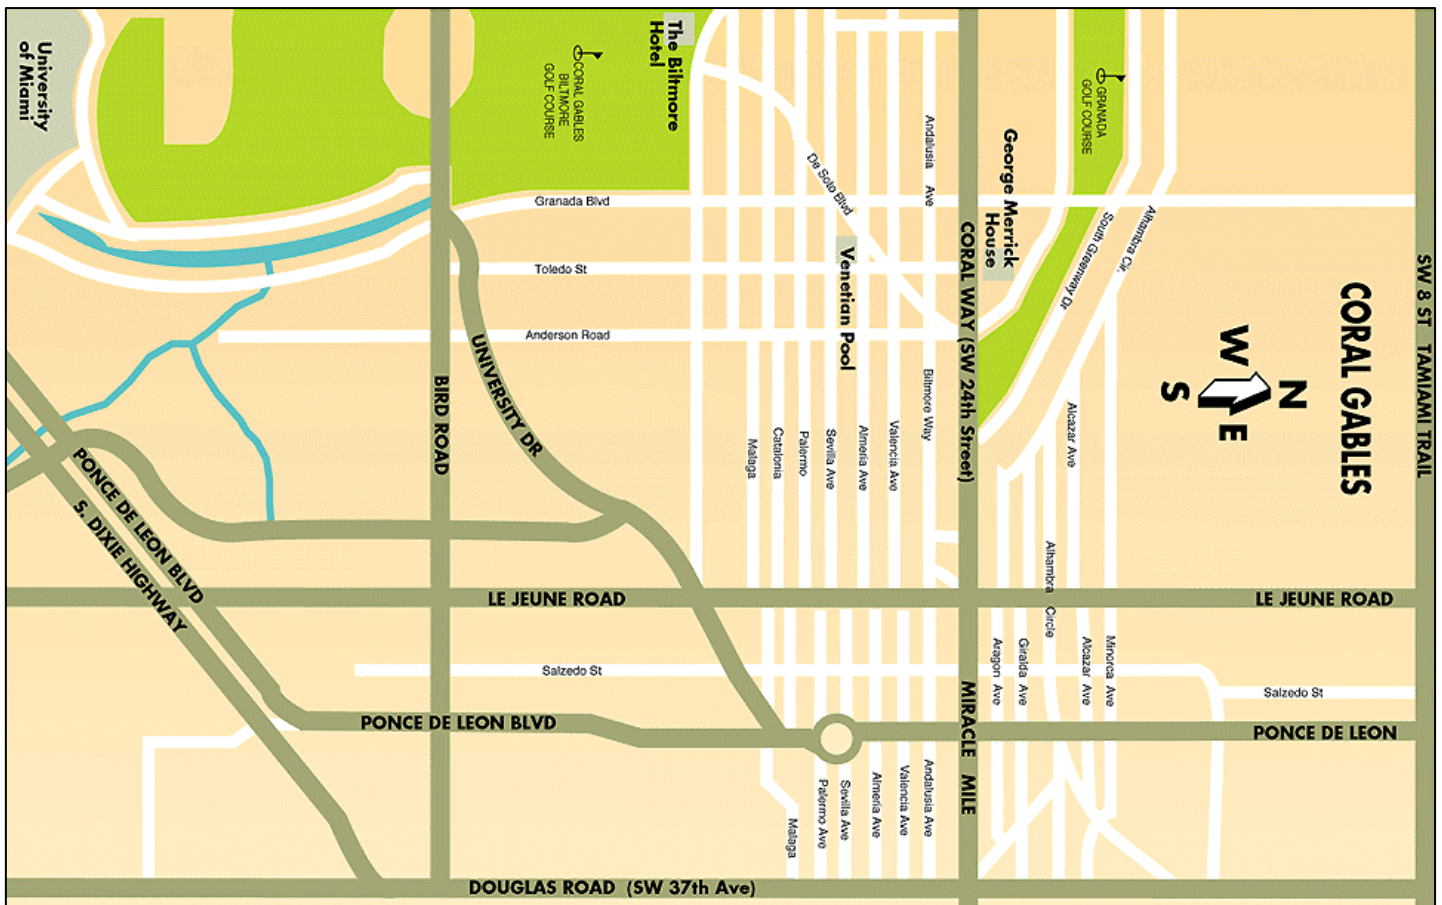 University
of Miami
CORAL GABLES
BILTMORE
GOLF COURSE
The Biltmore
Hotel
Andalusia Ave
De Soto Blvd
George Merrick
House
GRANADA
GOLF COURSE
Granada Blvd
Toledo St
Anderson Road
Venetian Pool
CORAL WAY (SW 24th Street)
South Greenway Dr
Alhambra Cir.
SW 8 ST TAMIAMI TRAIL
CORAL GABLES
N
W
E
S
UNIVERSITY DR
BIRD ROAD
Biltmore Way
Malaga
Catalonia
Palermo
Sevilla Ave
Almeria Ave
Valencia Ave
Alcazar Ave
PONCE DE LEON BLVD
S. DIXIE HIGHWAY
Alhambra Circle
LE JEUNE ROAD
LE JEUNE ROAD
Salzedo St
Aragon Ave
Giralda Ave
Alcazar Ave
Minorca Ave
Salzedo St
PONCE DE LEON BLVD
MIRACLE MILE
PONCE DE LEON
Malaga
Palermo Ave
Sevilla Ave
Almeria Ave
Valencia Ave
Andalusia Ave
DOUGLAS ROAD (SW 37th Ave)